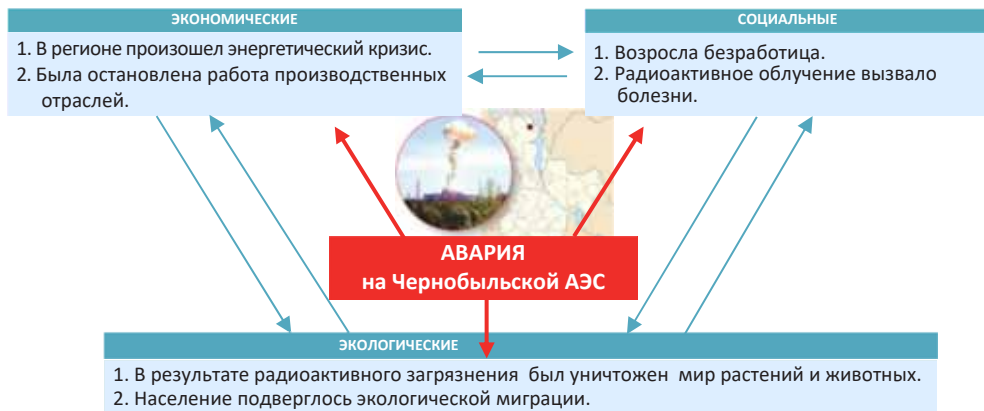 ЭКОНОМИЧЕСКИЕ
1. В регионе произошел энергетический кризис.
2. Была остановлена работа производственных
отраслей.
СОЦИАЛЬНЫЕ
1. Возросла безработица.
2. Радиоактивное облучение вызвало
болезни.
АВАРИЯ
на Чернобыльской АЭС
ЭКОЛОГИЧЕСКИЕ
1. В результате радиоактивного загрязнения был уничтожен мир растений и животных.
2. Население подверглось экологической миграции.